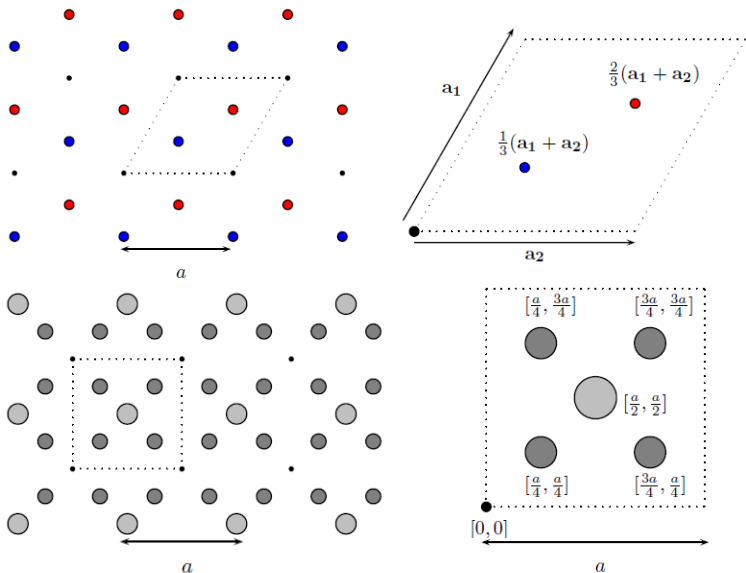 a
2/3(a₁ + a₂)
a₁
1/3(a₁ + a₂)
a₂
[a/4, 3a/4] [3a/4, 3a/4]
[a/2, a/2]
[a/4, a/4] [3a/4, a/4]
[0,0]
a
a